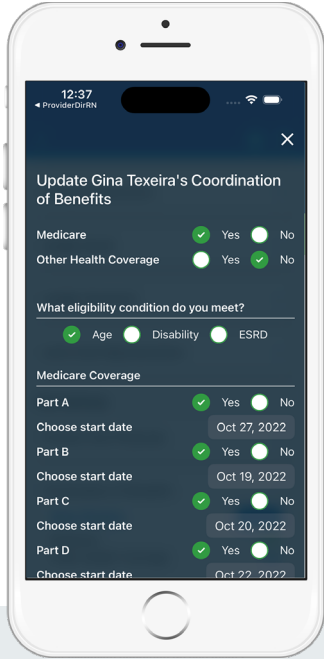 12:37
◀ ProviderDirRN
Update Gina Texeira's Coordination
of Benefits
Medicare Yes No
Other Health Coverage Yes No
What eligibility condition do you meet?
Age Disability ESRD
Medicare Coverage
Part A Yes No
Choose start date Oct 27, 2022
Part B Yes No
Choose start date Oct 19, 2022
Part C Yes No
Choose start date Oct 20, 2022
Part D Yes No
Choose start date Oct 22, 2022